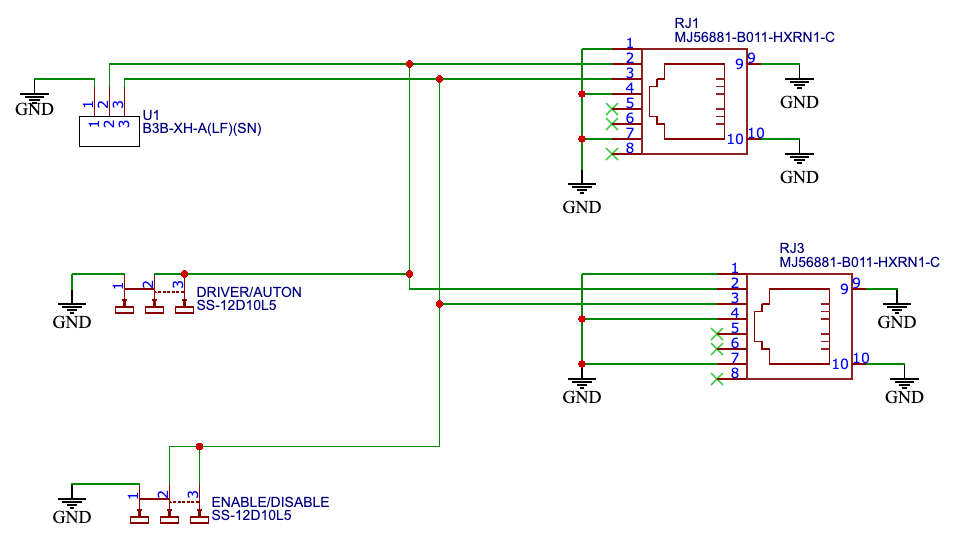 RJ1
MJ56881-B011-HXRN1-C
1
2
3
4
5
6
7
8
9 9
10 10
GND
GND
GND
GND
1 2 3
1 2 3
U1
B3B-XH-A(LF)(SN)
RJ3
MJ56881-B011-HXRN1-C
1
2
3
4
5
6
7
8
9 9
10 10
GND
GND
GND
1 2 3
DRIVER/AUTON
SS-12D10L5
GND
1 2 3
ENABLE/DISABLE
SS-12D10L5
GND